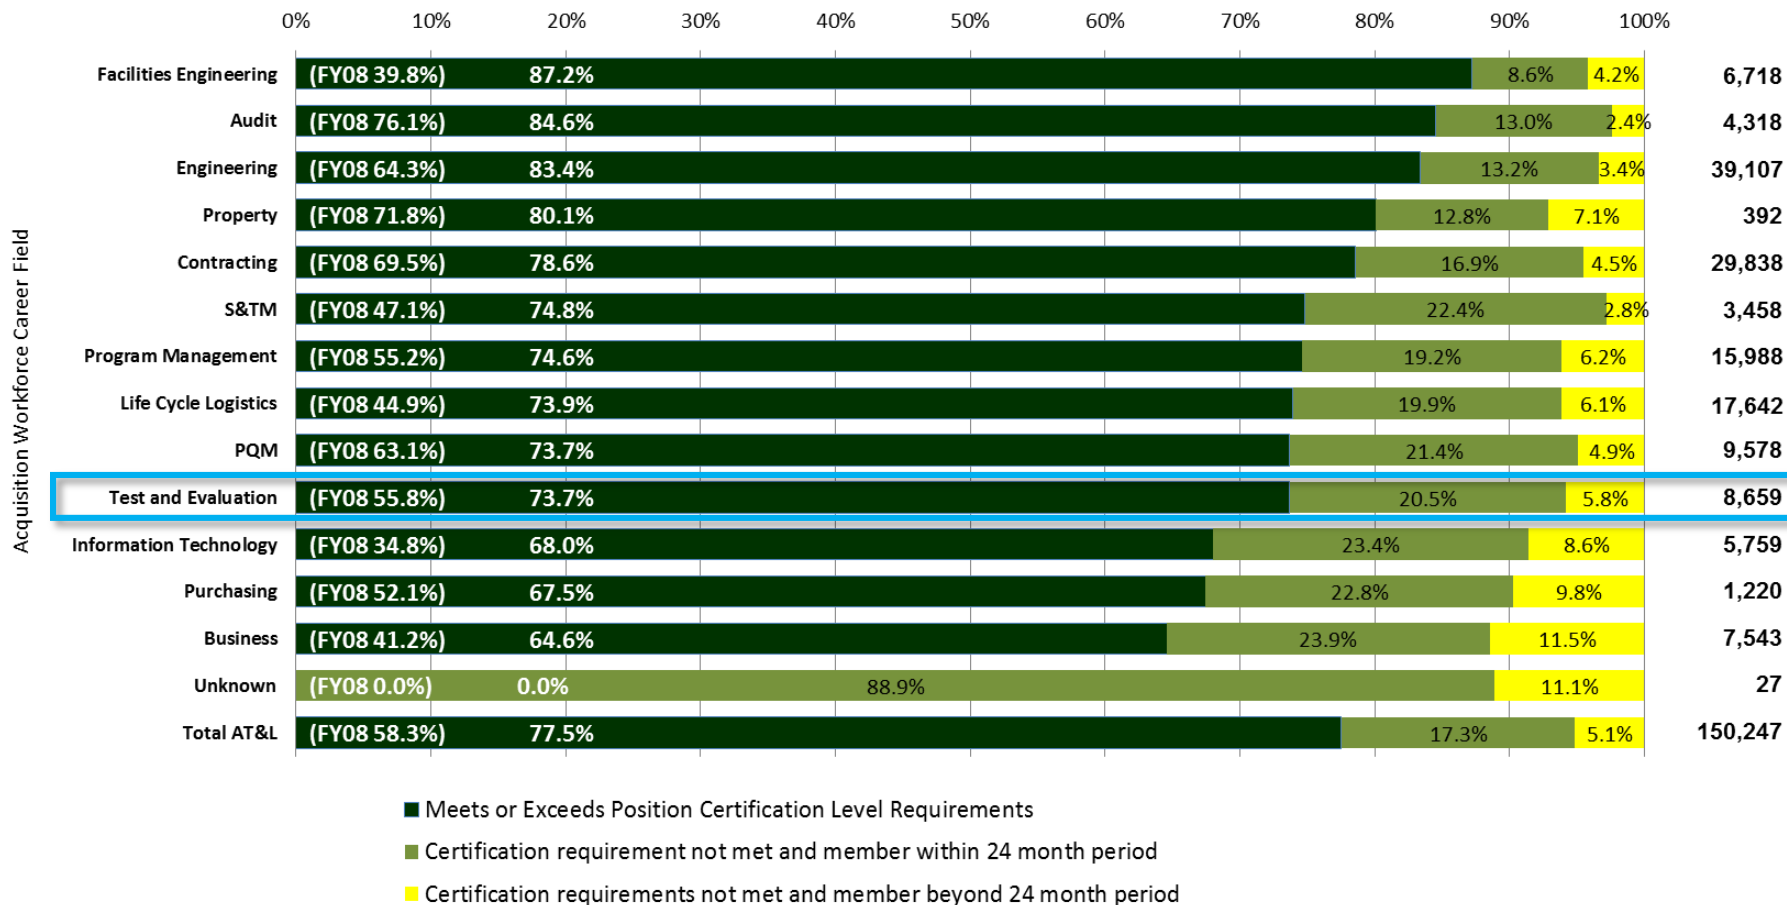 0% 10% 20% 30% 40% 50% 60% 70% 80% 90% 100%
Acquisition Workforce Career Field
Facilities Engineering (FY08 39.8%) 87.2% 8.6% 4.2% 6,718
Audit (FY08 76.1%) 84.6% 13.0% 2.4% 4,318
Engineering (FY08 64.3%) 83.4% 13.2% 3.4% 39,107
Property (FY08 71.8%) 80.1% 12.8% 7.1% 392
Contracting (FY08 69.5%) 78.6% 16.9% 4.5% 29,838
S&TM (FY08 47.1%) 74.8% 22.4% 2.8% 3,458
Program Management (FY08 55.2%) 74.6% 19.2% 6.2% 15,988
Life Cycle Logistics (FY08 44.9%) 73.9% 19.9% 6.1% 17,642
PQM (FY08 63.1%) 73.7% 21.4% 4.9% 9,578
Test and Evaluation (FY08 55.8%) 73.7% 20.5% 5.8% 8,659
Information Technology (FY08 34.8%) 68.0% 23.4% 8.6% 5,759
Purchasing (FY08 52.1%) 67.5% 22.8% 9.8% 1,220
Business (FY08 41.2%) 64.6% 23.9% 11.5% 7,543
Unknown (FY08 0.0%) 0.0% 88.9% 11.1% 27
Total AT&L (FY08 58.3%) 77.5% 17.3% 5.1% 150,247
Meets or Exceeds Position Certification Level Requirements
Certification requirement not met and member within 24 month period
Certification requirements not met and member beyond 24 month period